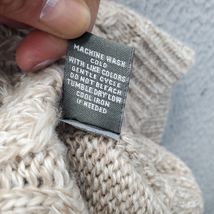 MACHINE WASH
COLD
WITH LIKE COLORS
GENTLE CYCLE
DO NOT BLEACH
TUMBLE DRY LOW
COOL IRON
IF NEEDED